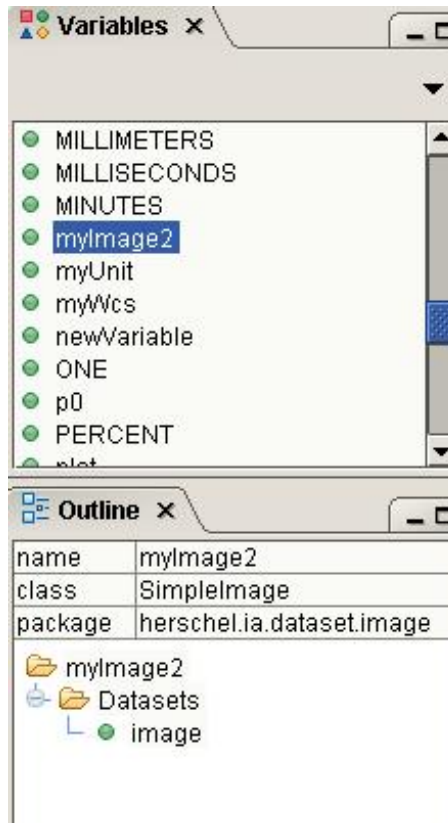 Variables
MILLIMETERS
MILLISECONDS
MINUTES
myImage2
myUnit
myWcs
newVariable
ONE
p0
PERCENT
Outline
name myImage2
class SimpleImage
package herschel.ia.dataset.image
myImage2
Datasets
image